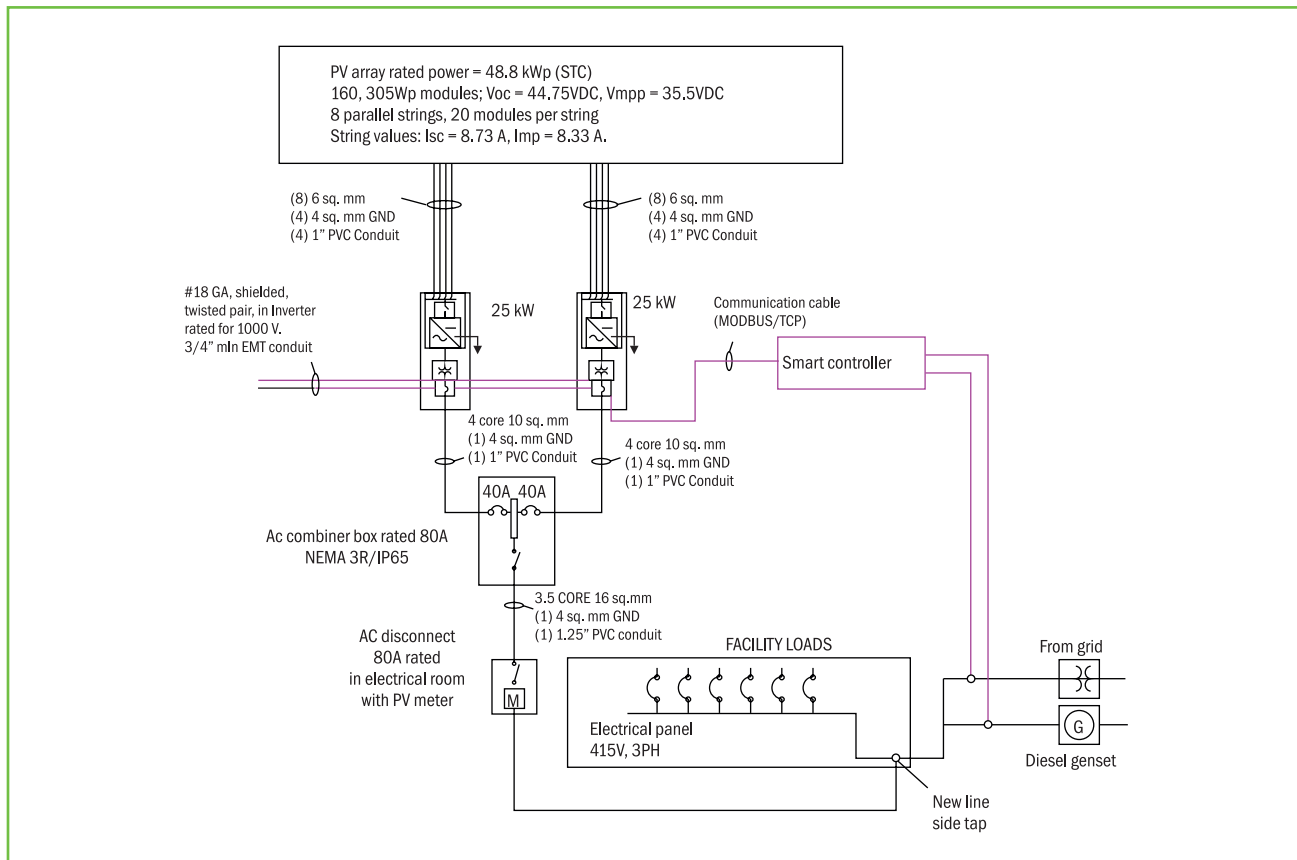 PV array rated power = 48.8 kWp (STC)
160, 305Wp modules; Voc = 44.75VDC, Vmpp = 35.5VDC
8 parallel strings, 20 modules per string
String values: Isc = 8.73 A, Imp = 8.33 A.
(8) 6 sq. mm
(4) 4 sq. mm GND
(4) 1” PVC Conduit
(8) 6 sq. mm
(4) 4 sq. mm GND
(4) 1” PVC Conduit
#18 GA, shielded,
twisted pair, in Inverter
rated for 1000 V.
3/4” mIn EMT conduit
25 kW
25 kW
Communication cable
(MODBUS/TCP)
Smart controller
4 core 10 sq. mm
(1) 4 sq. mm GND
(1) 1” PVC Conduit
4 core 10 sq. mm
(1) 4 sq. mm GND
(1) 1” PVC Conduit
40A 40A
Ac combiner box rated 80A
NEMA 3R/IP65
3.5 CORE 16 sq.mm
(1) 4 sq. mm GND
(1) 1.25” PVC conduit
AC disconnect
80A rated
in electrical room
with PV meter
M
FACILITY LOADS
Electrical panel
415V, 3PH
From grid
G
Diesel genset
New line
side tap